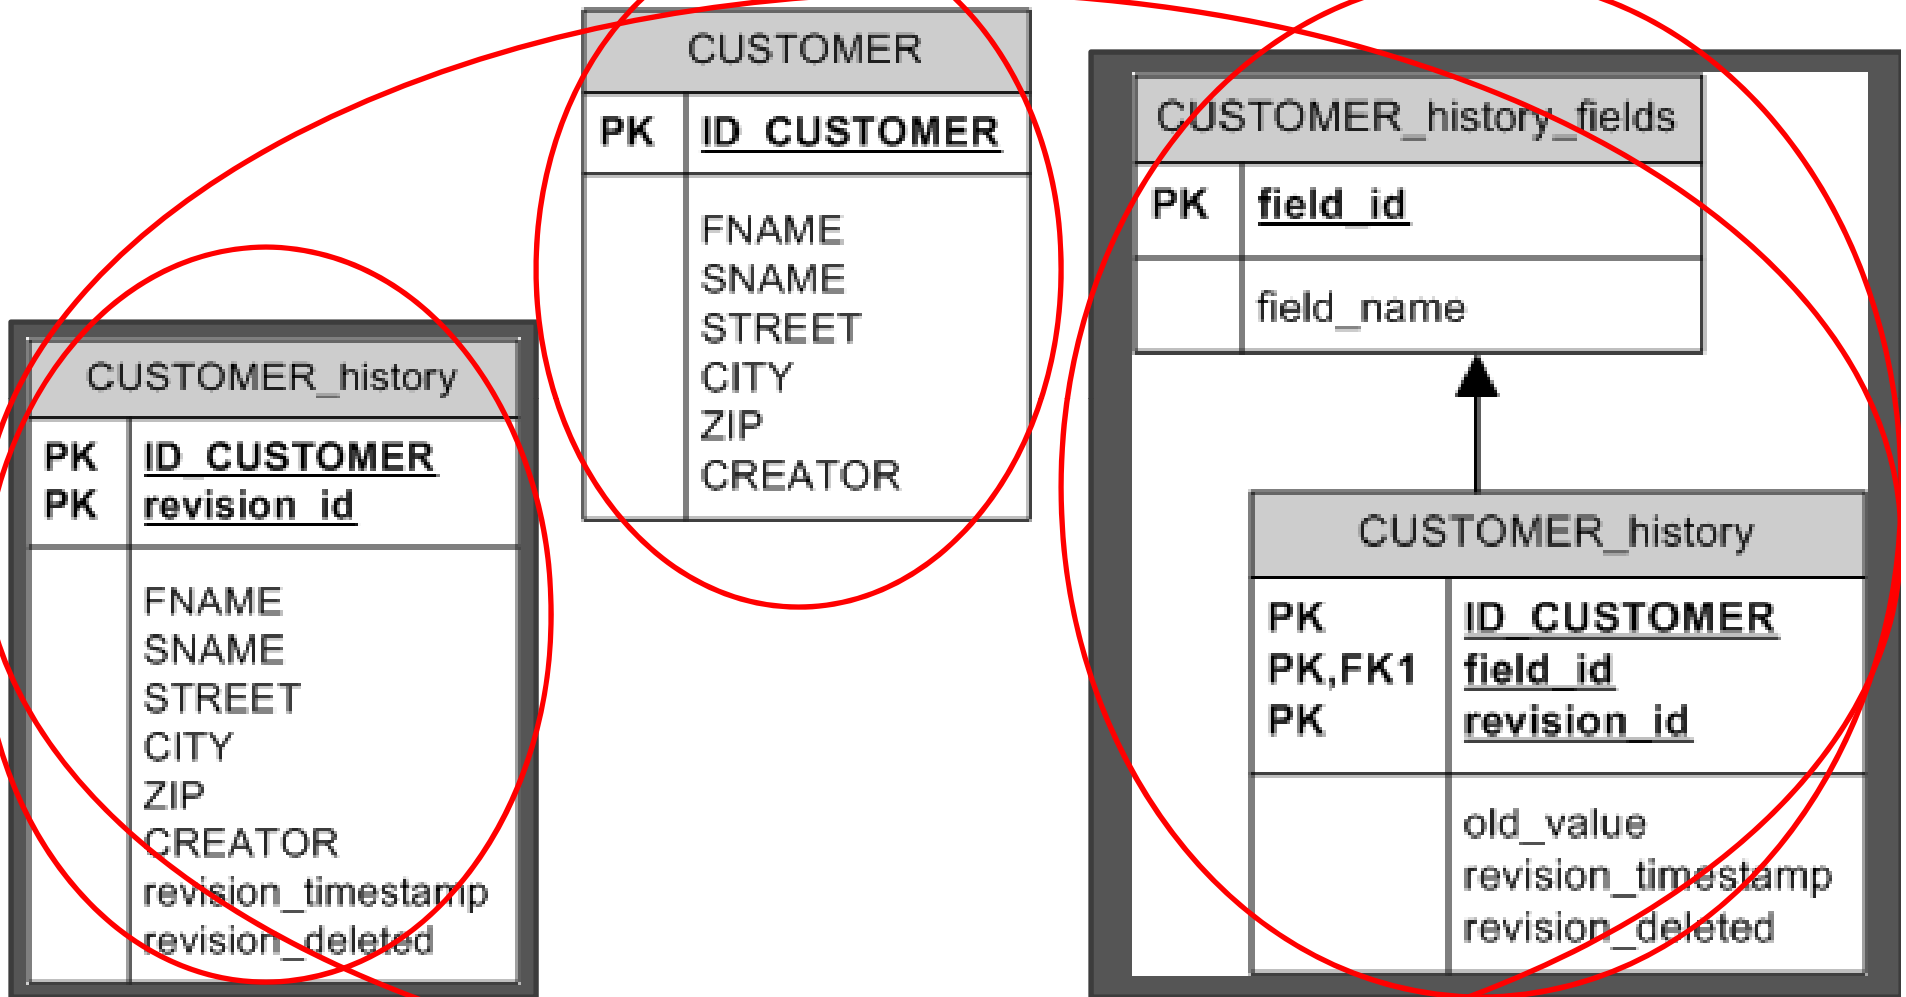 CUSTOMER
PK ID_CUSTOMER
FNAME
SNAME
STREET
CITY
ZIP
CREATOR
CUSTOMER_history
PK ID_CUSTOMER
PK revision_id
FNAME
SNAME
STREET
CITY
ZIP
CREATOR
revision_timestamp
revision_deleted
CUSTOMER_history_fields
PK field_id
field_name
CUSTOMER_history
PK ID_CUSTOMER
PK,FK1 field_id
PK revision_id
old_value
revision_timestamp
revision_deleted